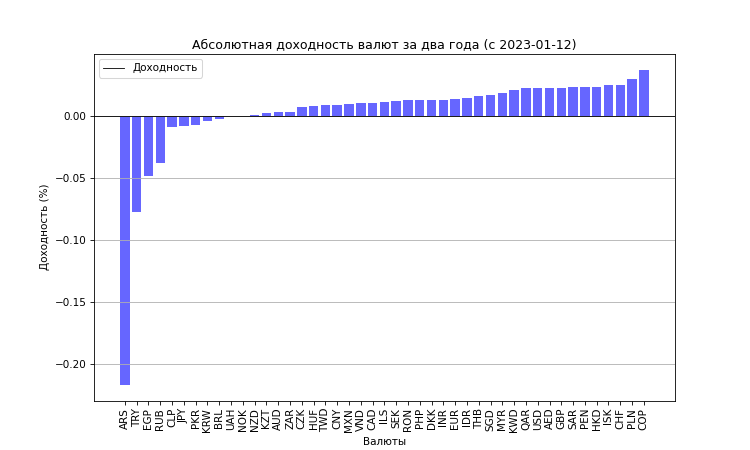 Абсолютная доходность валют за два года (с 2023-01-12)
Доходность
0.00
−0.05
−0.10
−0.15
−0.20
Доходность (%)
ARS TRY EGP RUB CLP JPY PKR KRW BRL UAH NOK NZD KZT AUD ZAR CZK HUF TWD CNY MXN VND CAD ILS SEK RON PHP DKK INR EUR IDR THB SGD MYR KWD QAR USD AED GBP SAR PEN HKD ISK CHF PLN COP
Валюты